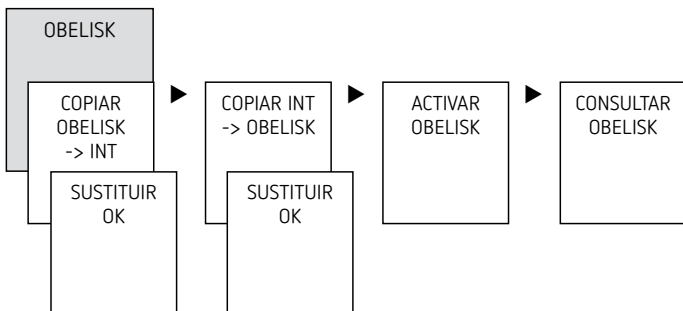 OBELISK
COPIAR
OBELISK
-> INT
SUSTITUIR
OK
COPIAR INT
-> OBELISK
SUSTITUIR
OK
ACTIVAR
OBELISK
CONSULTAR
OBELISK